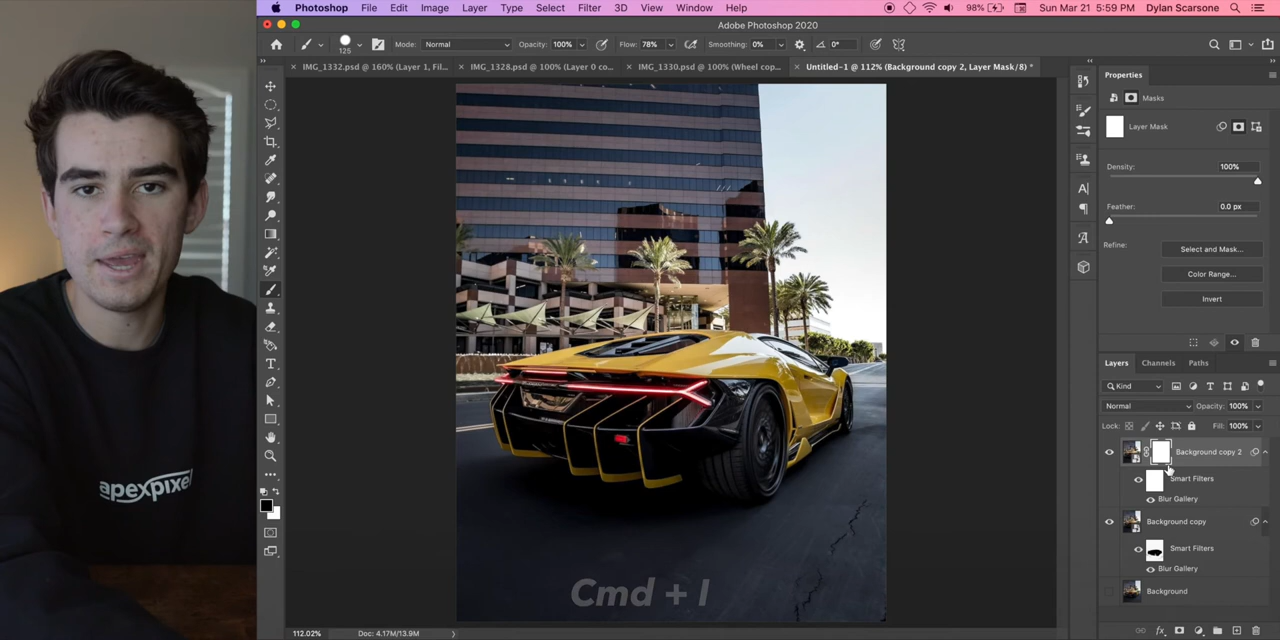 Photoshop File Edit Image Layer Type Select Filter 3D View Window Help 98% Sun Mar 21 5:59 PM Dylan Scarsone
Adobe Photoshop 2020
125 Mode: Normal Opacity: 100% Flow: 78% Smoothing: 0% 0°
IMG_1332.psd @ 160% (Layer 1, Fil... IMG_1328.psd @ 100% (Layer 0 co... IMG_1330.psd @ 100% (Wheel cop... Untitled-1 @ 112% (Background copy 2, Layer Mask/8) *
Properties
Masks
Layer Mask
Density: 100%
Feather: 0.0 px
Refine: Select and Mask...
Color Range...
Invert
Layers Channels Paths
Kind
Normal Opacity: 100%
Lock: Fill: 100%
Background copy 2
Smart Filters
Blur Gallery
Background copy
Smart Filters
Blur Gallery
Background
apexpixel
Cmd + I
112.02% Doc: 4.17M/13.9M